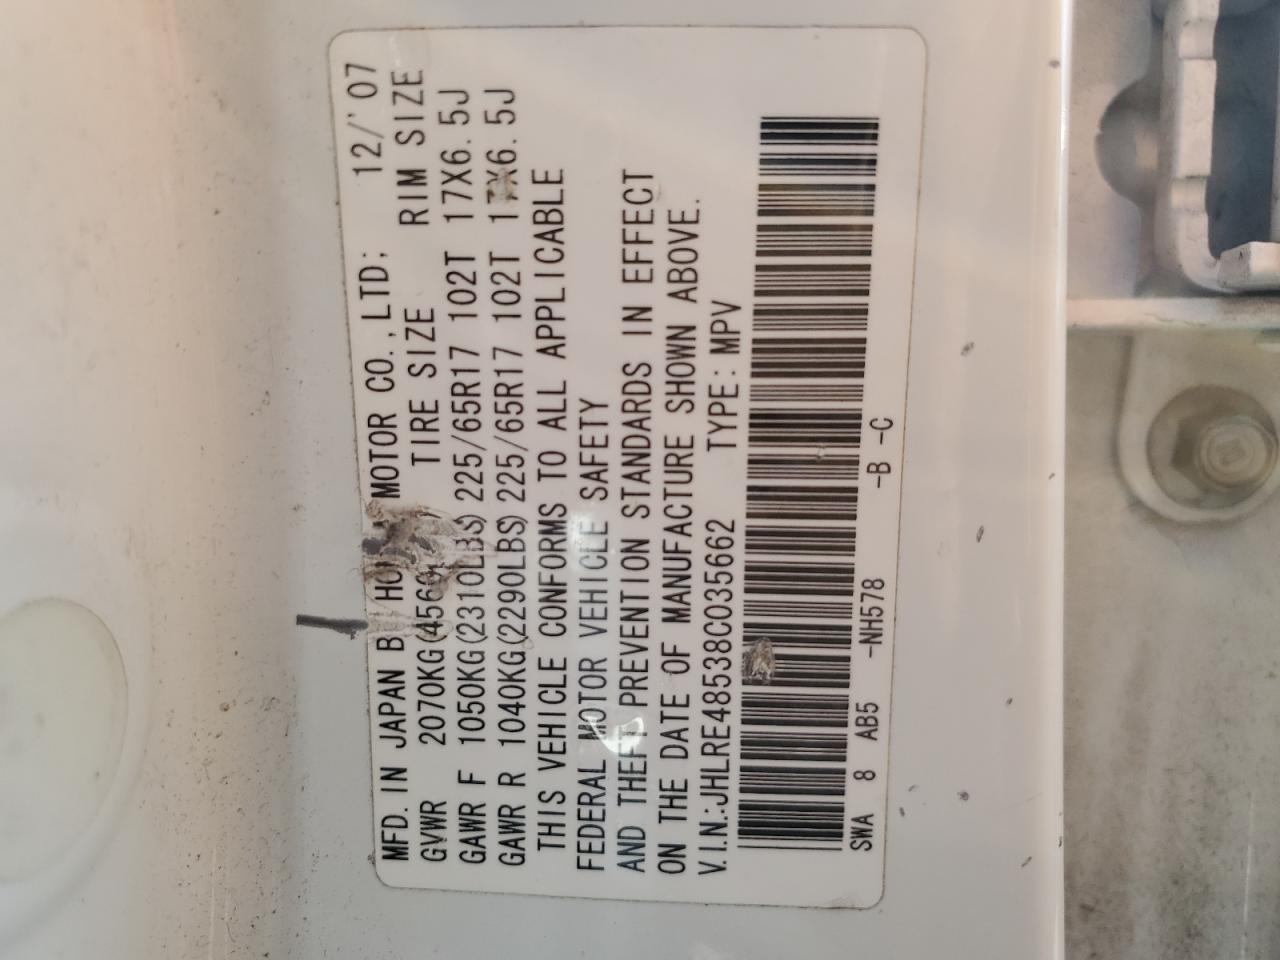 MFD. IN JAPAN B MOTOR CO.,LTD; 12/'07
TIRE SIZE RIM SIZE
GVWR 2070KG
GAWR F 1050KG(2310LBS) 225/65R17 102T 17X6.5J
GAWR R 1040KG(2290LBS) 225/65R17 102T 17X6.5J
THIS VEHICLE CONFORMS TO ALL APPLICABLE
FEDERAL MOTOR VEHICLE SAFETY
AND THEFT PREVENTION STANDARDS IN EFFECT
ON THE DATE OF MANUFACTURE SHOWN ABOVE.
V.I.N.:JHLRE48538C035662 TYPE:MPV
SWA 8 AB5 -NH578 -B -C